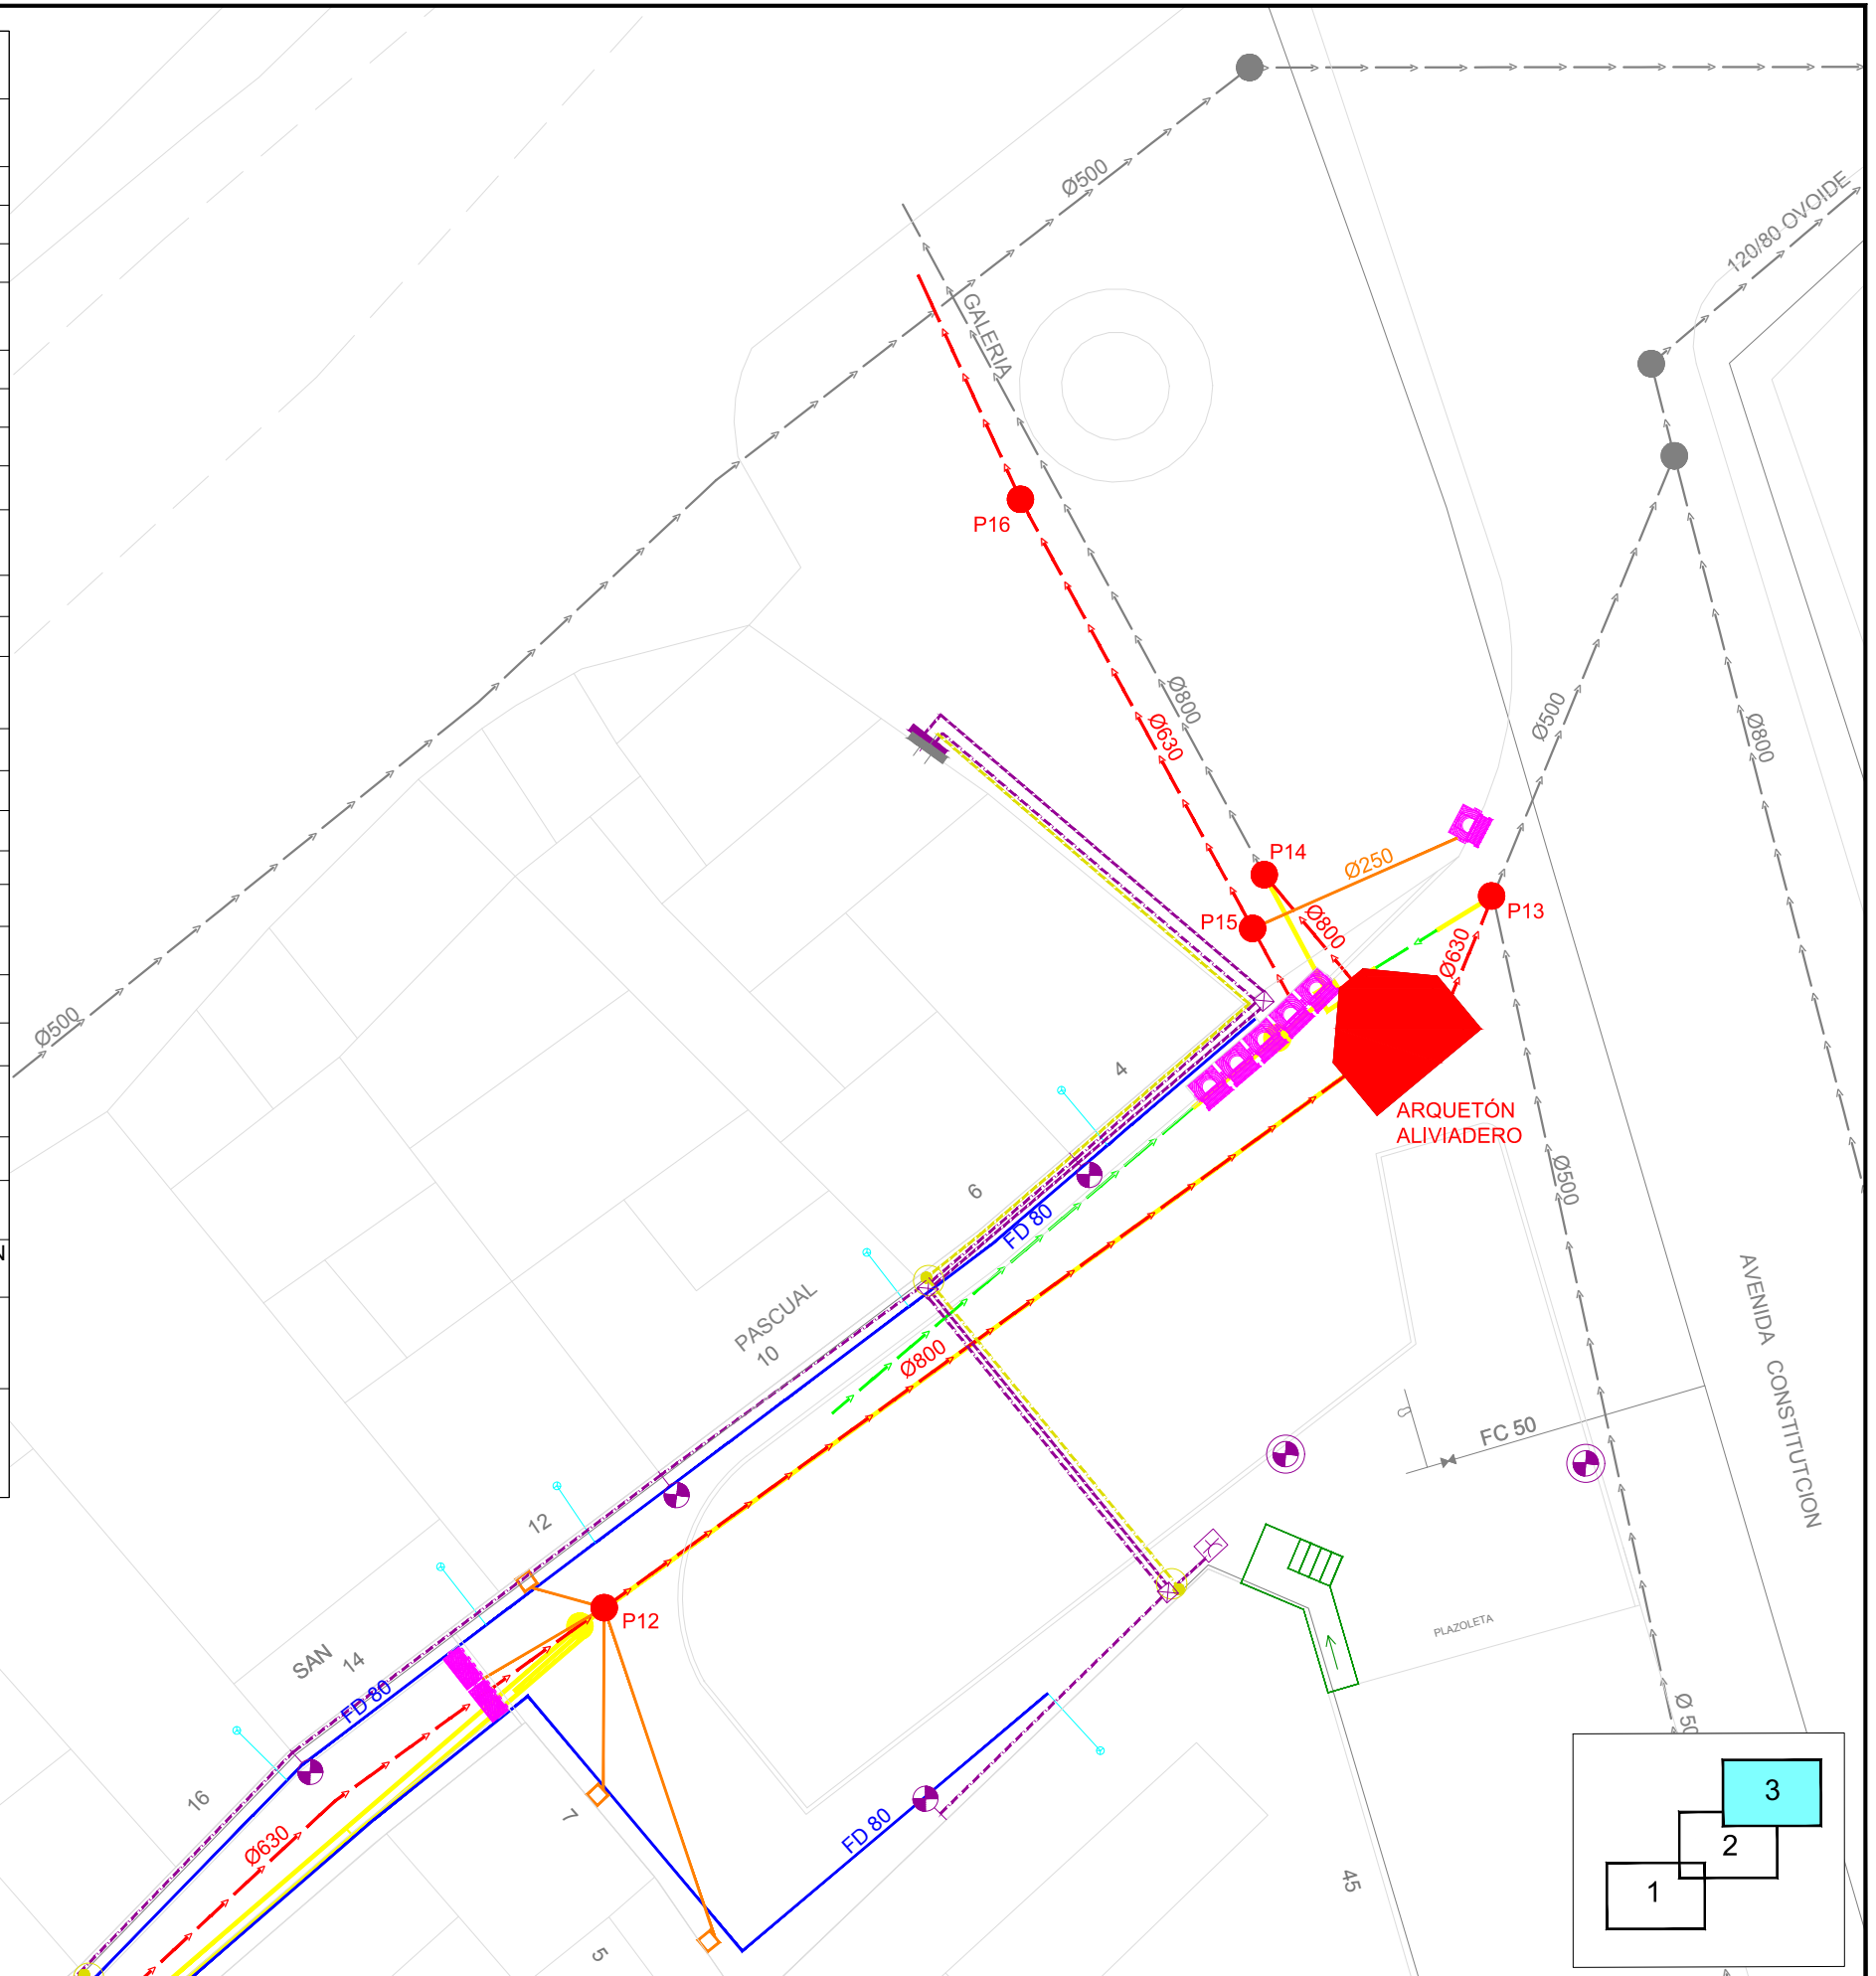 Ø500
120/80 OVOIDE
GALERIA
P16
Ø800
Ø630
Ø500
Ø800
P14
Ø250
P15
Ø800
P13
Ø630
Ø500
4
ARQUETÓN
ALIVIADERO
6
FD 80
Ø500
N
PASCUAL
10
Ø800
AVENIDA CONSTITUCION
FC 50
12
P12
PLAZOLETA
SAN
14
FD 80
Ø 50
16
7
FD 80
Ø630
45
5
3
2
1